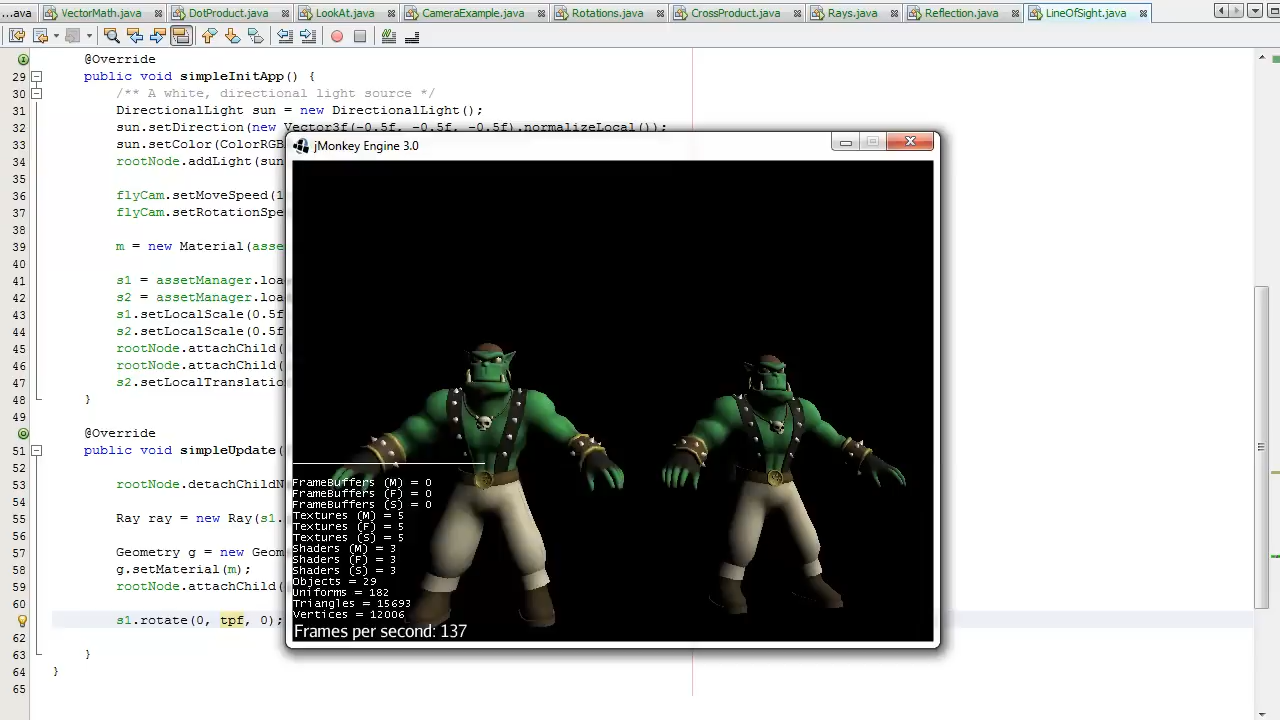 ...ava VectorMath.java DotProduct.java LookAt.java CameraExample.java Rotations.java CrossProduct.java Rays.java Reflection.java LineOfSight.java
@Override
29 public void simpleInitApp() {
30 /** A white, directional light source */
31 DirectionalLight sun = new DirectionalLight();
32 sun.setDirection(new Vector3f(-0.5f, -0.5f, -0.5f).normalizeLocal());
33 sun.setColor(ColorRGB
34 rootNode.addLight(sun
35
36 flyCam.setMoveSpeed(1
37 flyCam.setRotationSpe
38
39 m = new Material(asse
40
41 s1 = assetManager.loa
42 s2 = assetManager.loa
43 s1.setLocalScale(0.5f
44 s2.setLocalScale(0.5f
45 rootNode.attachChild(
46 rootNode.attachChild(
47 s2.setLocalTranslatio
48 }
49
@Override
51 public void simpleUpdate(
52
53 rootNode.detachChildN
54
55 Ray ray = new Ray(s1.
56
57 Geometry g = new Geom
58 g.setMaterial(m);
59 rootNode.attachChild(
60
s1.rotate(0, tpf, 0);
62
63 }
64 }
65
jMonkey Engine 3.0
FrameBuffers (M) = 0
FrameBuffers (F) = 0
FrameBuffers (S) = 0
Textures (M) = 5
Textures (F) = 5
Textures (S) = 5
Shaders (M) = 3
Shaders (F) = 3
Shaders (S) = 3
Objects = 29
Uniforms = 182
Triangles = 15693
Vertices = 12006
Frames per second: 137